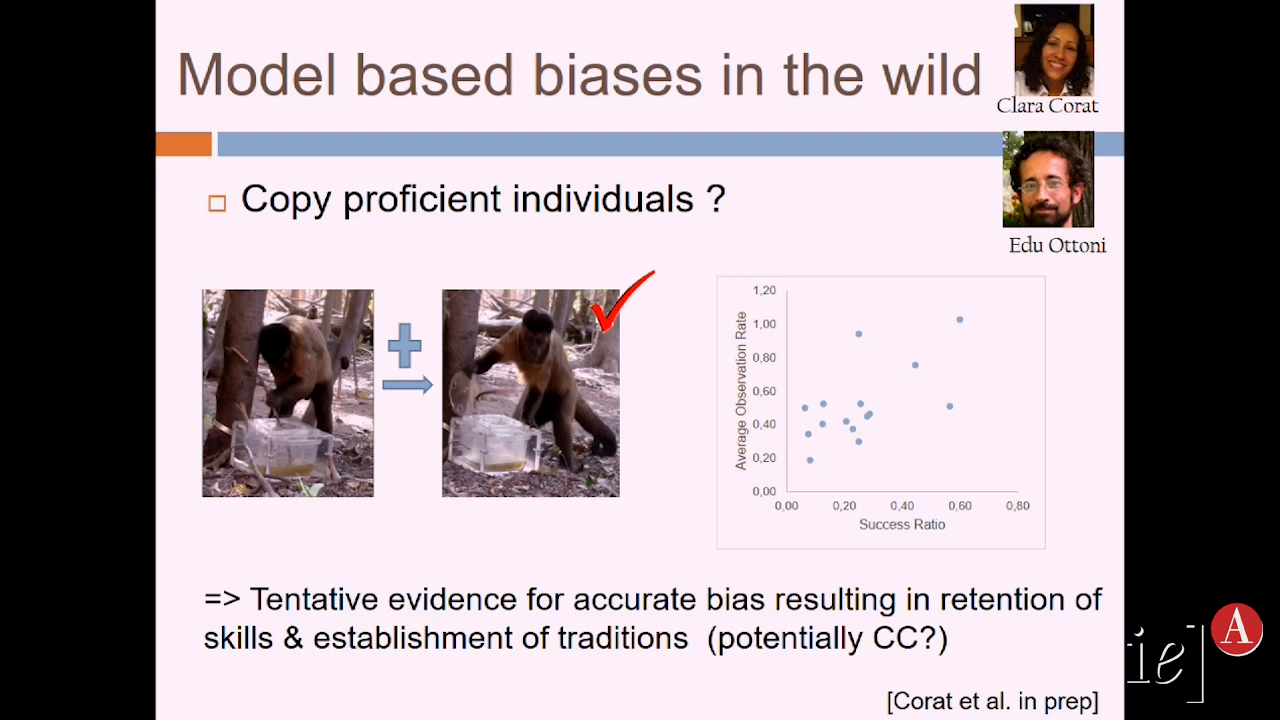 Model based biases in the wild
Clara Corat
Copy proficient individuals ?
Edu Ottoni
1,20
1,00
0,80
0,60
0,40
0,20
0,00
Average Observation Rate
0,00 0,20 0,40 0,60 0,80
Success Ratio
=> Tentative evidence for accurate bias resulting in retention of
skills & establishment of traditions (potentially CC?)
[Corat et al. in prep]
ie]
A